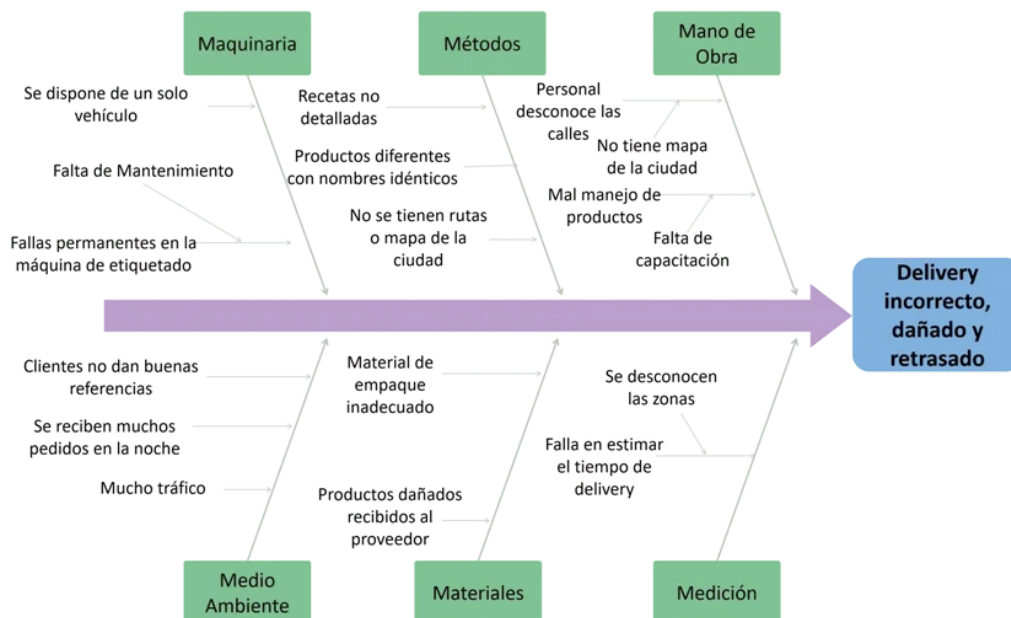 Maquinaria
Métodos
Mano de
Obra
Se dispone de un solo
vehículo
Falta de Mantenimiento
Fallas permanentes en la
máquina de etiquetado
Recetas no
detalladas
Productos diferentes
con nombres idénticos
No se tienen rutas
o mapa de la
ciudad
Personal
desconoce las
calles
No tiene mapa
de la ciudad
Mal manejo de
productos
Falta de
capacitación
Delivery
incorrecto,
dañado y
retrasado
Clientes no dan buenas
referencias
Se reciben muchos
pedidos en la noche
Mucho tráfico
Material de
empaque
inadecuado
Productos dañados
recibidos al
proveedor
Se desconocen
las zonas
Falla en estimar
el tiempo de
delivery
Medio
Ambiente
Materiales
Medición